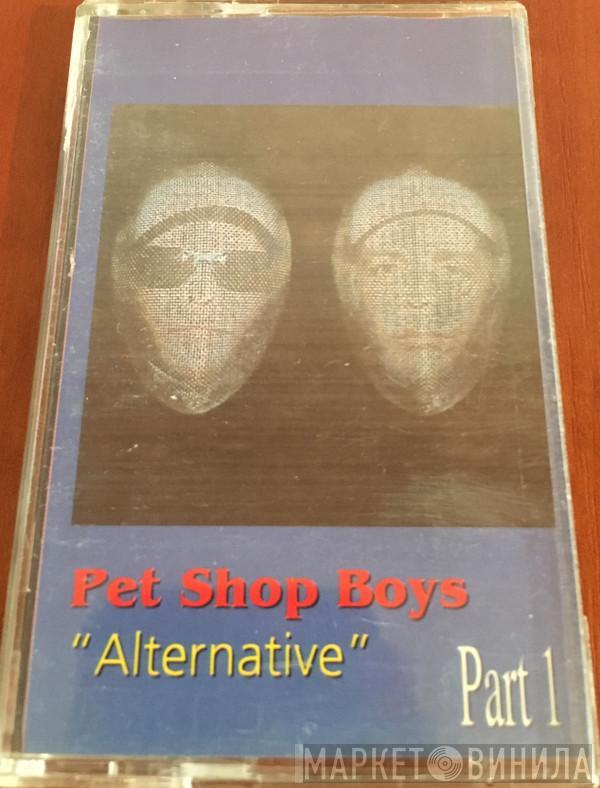 Pet Shop Boys
"Alternative"
Part 1
МАРКЕТ ВИНИЛА